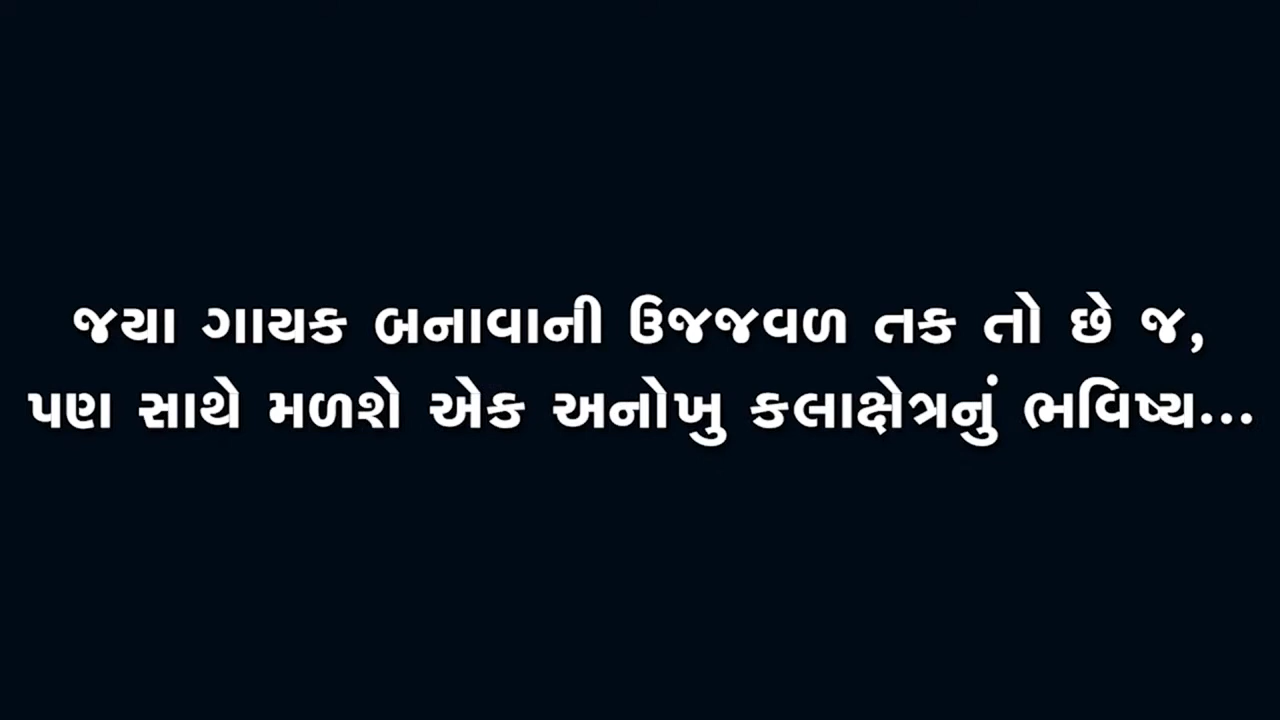 જયા ગાયક બનાવાની ઉજજવળ તક તો છે જ,
પણ સાથે મળશે એક અનોખુ કલાક્ષેત્રનું ભવિષ્ય...